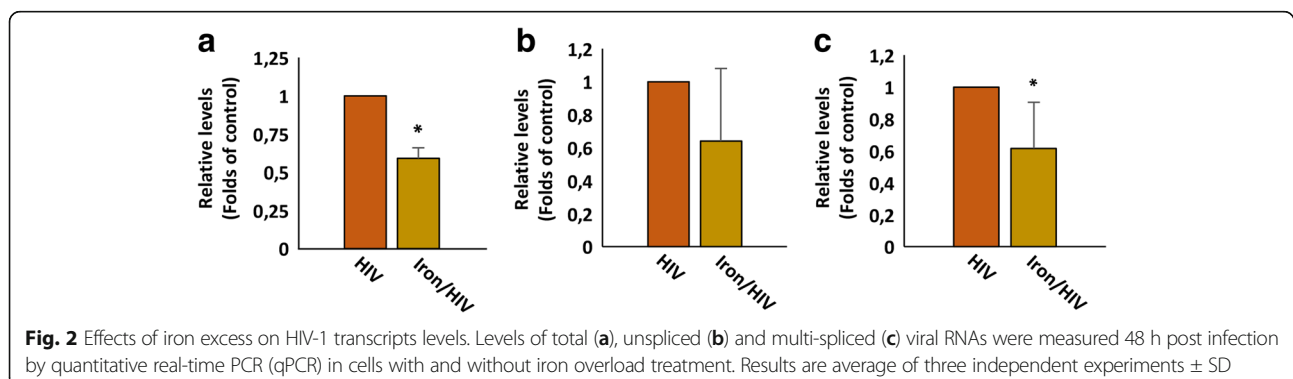 a
1,25
1
0,75
0,5
0,25
0
Relative levels
(Folds of control)
*
HIV
Iron/HIV
b
1,2
1
0,8
0,6
0,4
0,2
0
Relative levels
(Folds of control)
HIV
Iron/HIV
c
1,2
1
0,8
0,6
0,4
0,2
0
Relative levels
(Folds of control)
*
HIV
Iron/HIV
Fig. 2 Effects of iron excess on HIV-1 transcripts levels. Levels of total (a), unspliced (b) and multi-spliced (c) viral RNAs were measured 48 h post infection
by quantitative real-time PCR (qPCR) in cells with and without iron overload treatment. Results are average of three independent experiments ± SD